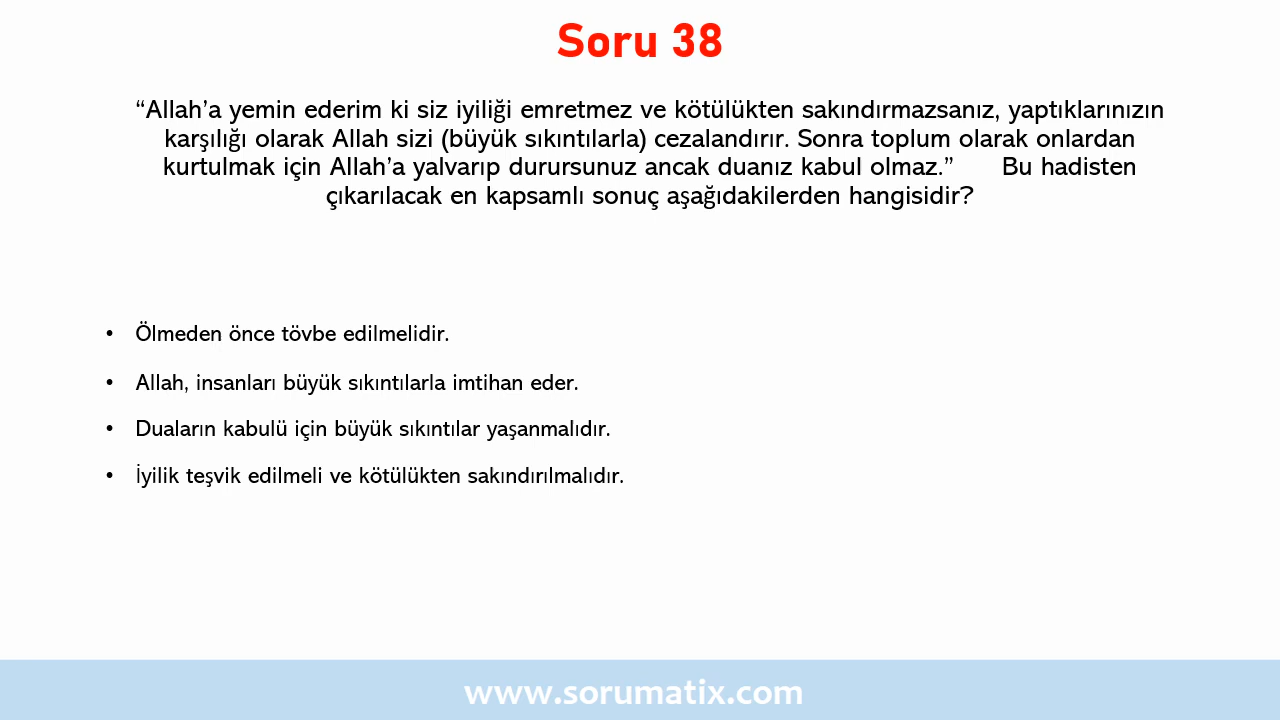 Soru 38
“Allah’a yemin ederim ki siz iyiliği emretmez ve kötülükten sakındırmazsanız, yaptıklarınızın
karşılığı olarak Allah sizi (büyük sıkıntılarla) cezalandırır. Sonra toplum olarak onlardan
kurtulmak için Allah’a yalvarıp durursunuz ancak duanız kabul olmaz.” Bu hadisten
çıkarılacak en kapsamlı sonuç aşağıdakilerden hangisidir?
• Ölmeden önce tövbe edilmelidir.
• Allah, insanları büyük sıkıntılarla imtihan eder.
• Duaların kabulü için büyük sıkıntılar yaşanmalıdır.
• İyilik teşvik edilmeli ve kötülükten sakındırılmalıdır.
www.sorumatix.com